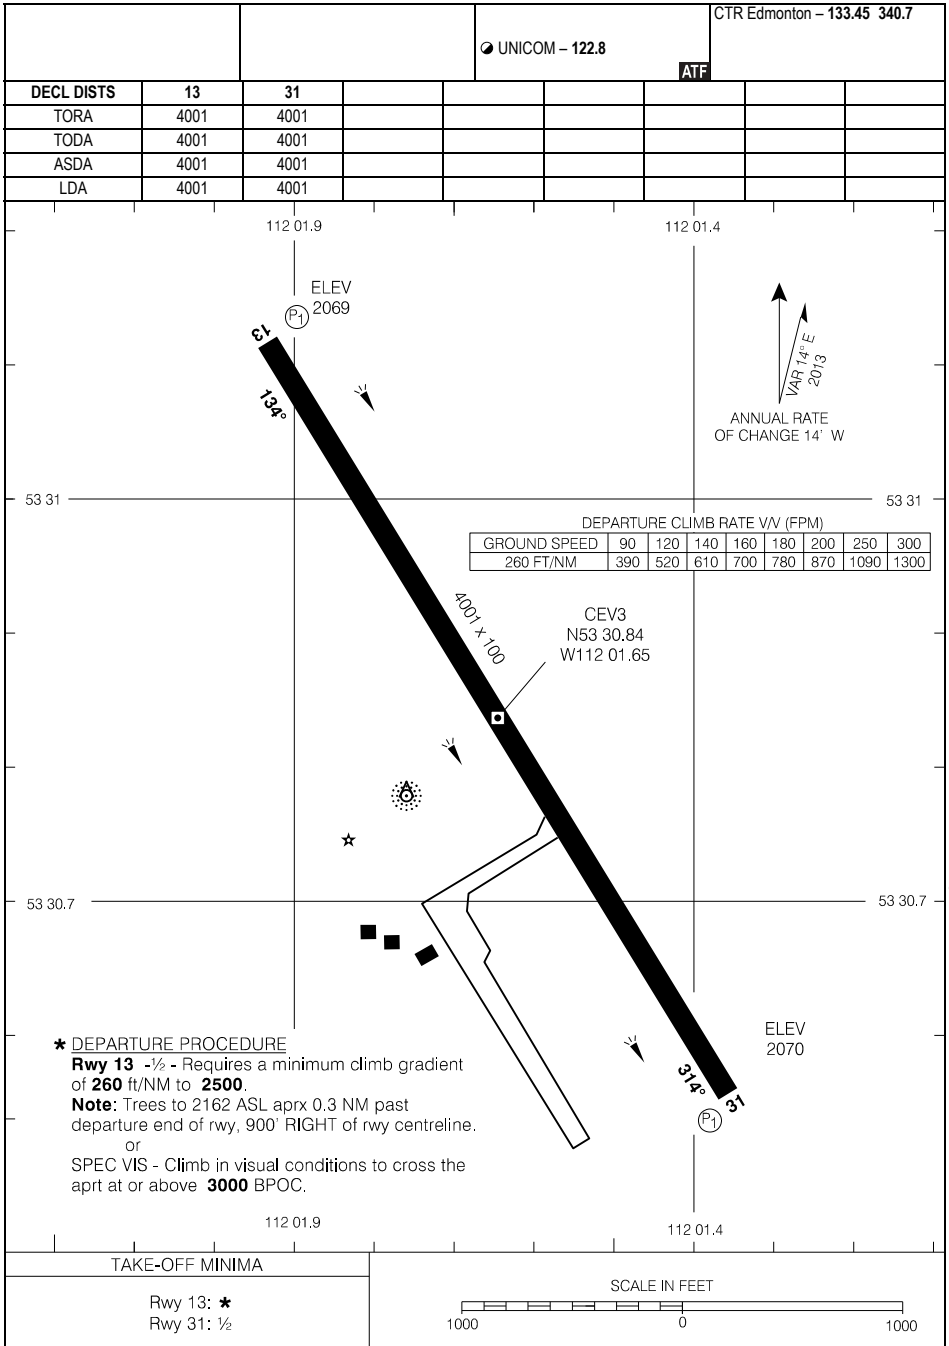 CTR Edmonton – 133.45 340.7
UNICOM – 122.8
ATF
DECL DISTS 13 31
TORA 4001 4001
TODA 4001 4001
ASDA 4001 4001
LDA 4001 4001
112 01.9 112 01.4
ELEV
2069
P1
13
134°
VAR 14° E
2013
ANNUAL RATE
OF CHANGE 14' W
53 31 53 31
DEPARTURE CLIMB RATE V/V (FPM)
GROUND SPEED 90 120 140 160 180 200 250 300
260 FT/NM 390 520 610 700 780 870 1090 1300
4001 x 100
CEV3
N53 30.84
W112 01.65
53 30.7 53 30.7
ELEV
2070
314°
31
P1
* DEPARTURE PROCEDURE
Rwy 13 -½ - Requires a minimum climb gradient
of 260 ft/NM to 2500.
Note: Trees to 2162 ASL aprx 0.3 NM past
departure end of rwy, 900' RIGHT of rwy centreline.
or
SPEC VIS - Climb in visual conditions to cross the
aprt at or above 3000 BPOC.
112 01.9 112 01.4
TAKE-OFF MINIMA
Rwy 13: *
Rwy 31: ½
SCALE IN FEET
1000 0 1000